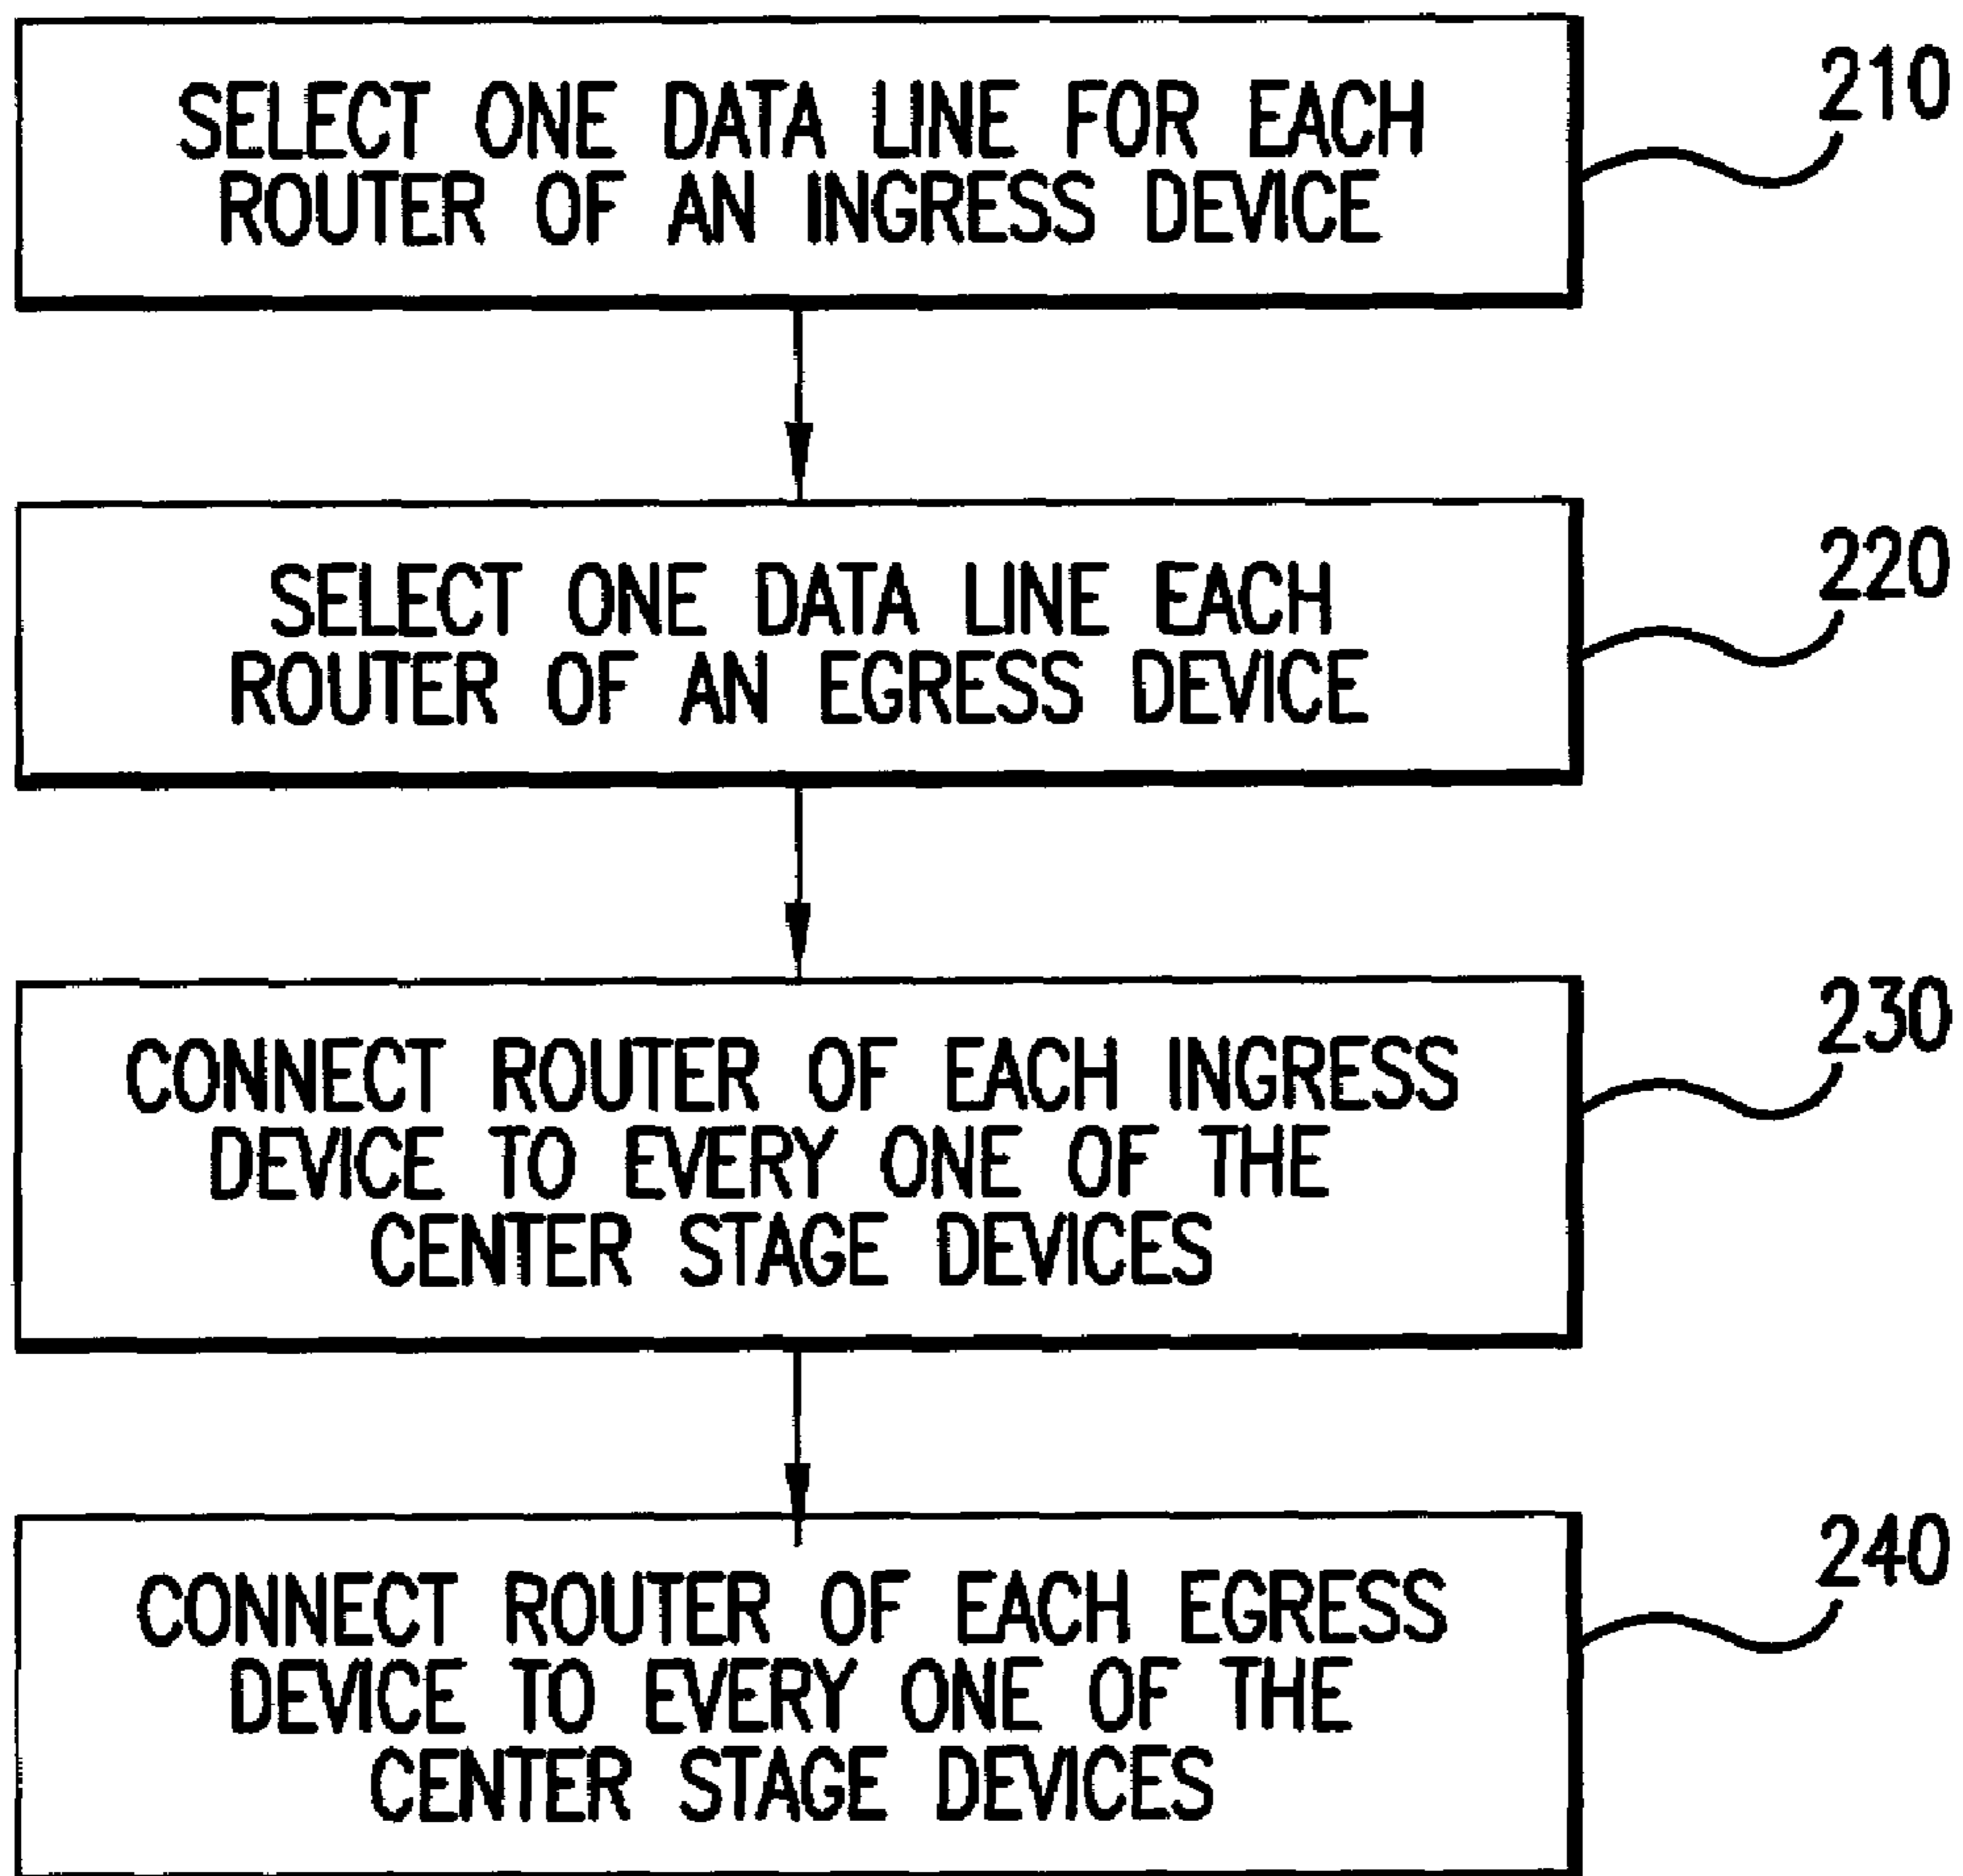 SELECT ONE DATA LINE FOR EACH
ROUTER OF AN INGRESS DEVICE
210
SELECT ONE DATA LINE EACH
ROUTER OF AN EGRESS DEVICE
220
CONNECT ROUTER OF EACH INGRESS
DEVICE TO EVERY ONE OF THE
CENTER STAGE DEVICES
230
CONNECT ROUTER OF EACH EGRESS
DEVICE TO EVERY ONE OF THE
CENTER STAGE DEVICES
240